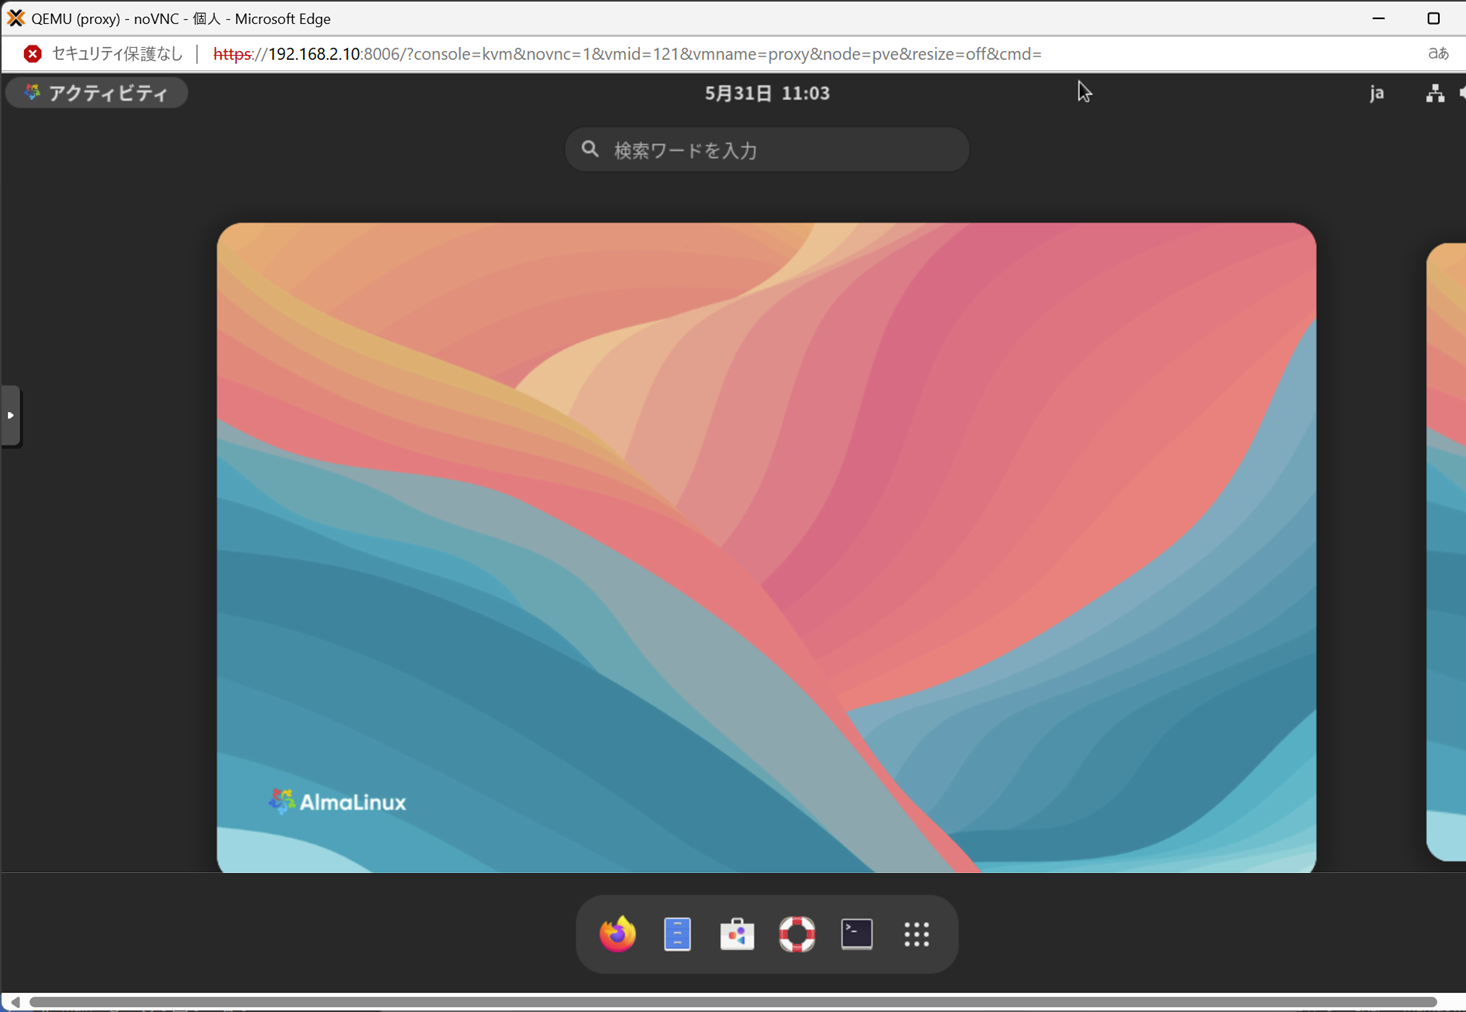 QEMU (proxy) - noVNC - 個人 - Microsoft Edge
セキュリティ保護なし | https://192.168.2.10:8006/?console=kvm&novnc=1&vmid=121&vmname=proxy&node=pve&resize=off&cmd= aあ
アクティビティ 5月31日 11:03 ja
検索ワードを入力
AlmaLinux